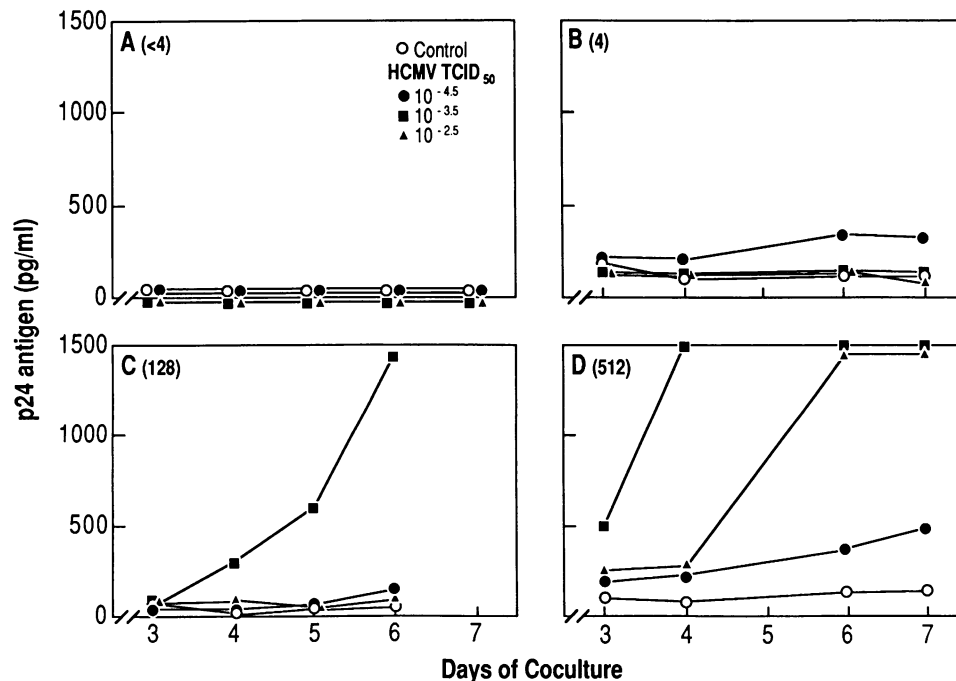 A (<4)
○ Control
HCMV TCID50
● 10 -4.5
■ 10 -3.5
▲ 10 -2.5
B (4)
1500
1000
500
0
C (128)
D (512)
1500
1000
500
0
p24 antigen (pg/ml)
3 4 5 6 7
3 4 5 6 7
Days of Coculture